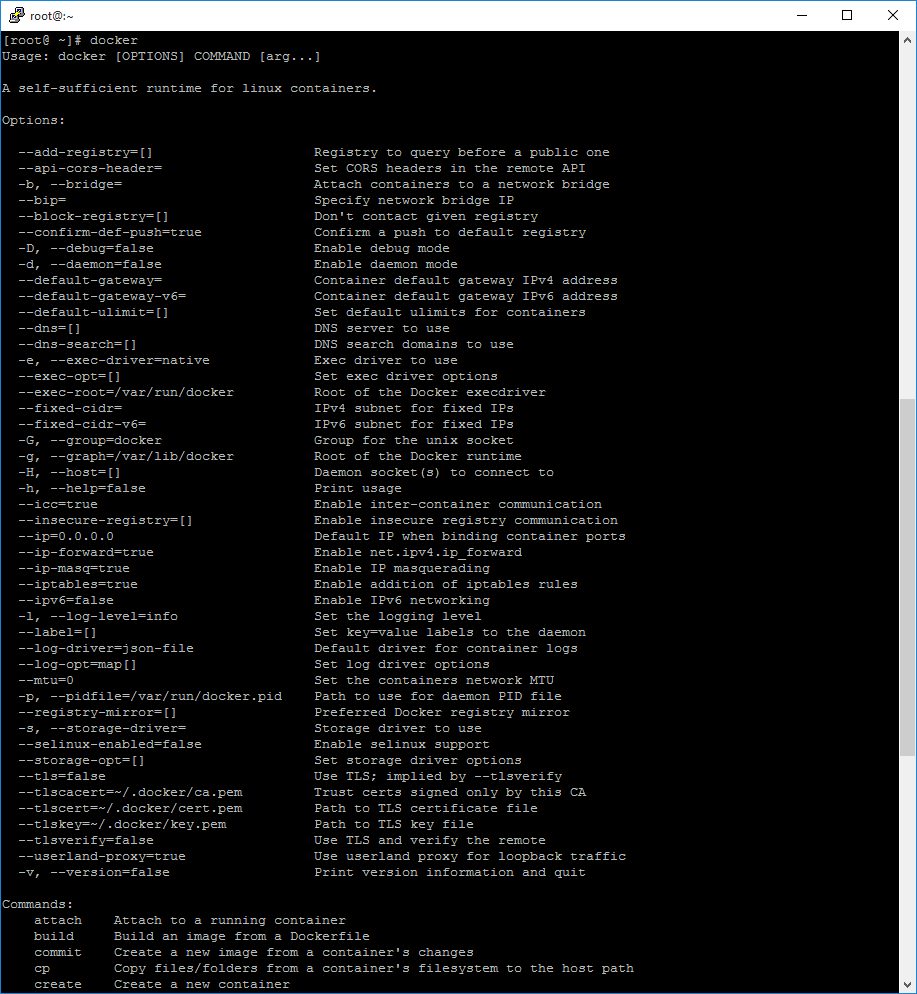 root@:~
[root@ ~]# docker
Usage: docker [OPTIONS] COMMAND [arg...]
A self-sufficient runtime for linux containers.
Options:
--add-registry=[] Registry to query before a public one
--api-cors-header= Set CORS headers in the remote API
-b, --bridge= Attach containers to a network bridge
--bip= Specify network bridge IP
--block-registry=[] Don't contact given registry
--confirm-def-push=true Confirm a push to default registry
-D, --debug=false Enable debug mode
-d, --daemon=false Enable daemon mode
--default-gateway= Container default gateway IPv4 address
--default-gateway-v6= Container default gateway IPv6 address
--default-ulimit=[] Set default ulimits for containers
--dns=[] DNS server to use
--dns-search=[] DNS search domains to use
-e, --exec-driver=native Exec driver to use
--exec-opt=[] Set exec driver options
--exec-root=/var/run/docker Root of the Docker execdriver
--fixed-cidr= IPv4 subnet for fixed IPs
--fixed-cidr-v6= IPv6 subnet for fixed IPs
-G, --group=docker Group for the unix socket
-g, --graph=/var/lib/docker Root of the Docker runtime
-H, --host=[] Daemon socket(s) to connect to
-h, --help=false Print usage
--icc=true Enable inter-container communication
--insecure-registry=[] Enable insecure registry communication
--ip=0.0.0.0 Default IP when binding container ports
--ip-forward=true Enable net.ipv4.ip_forward
--ip-masq=true Enable IP masquerading
--iptables=true Enable addition of iptables rules
--ipv6=false Enable IPv6 networking
-l, --log-level=info Set the logging level
--label=[] Set key=value labels to the daemon
--log-driver=json-file Default driver for container logs
--log-opt=map[] Set log driver options
--mtu=0 Set the containers network MTU
-p, --pidfile=/var/run/docker.pid Path to use for daemon PID file
--registry-mirror=[] Preferred Docker registry mirror
-s, --storage-driver= Storage driver to use
--selinux-enabled=false Enable selinux support
--storage-opt=[] Set storage driver options
--tls=false Use TLS; implied by --tlsverify
--tlscacert=~/.docker/ca.pem Trust certs signed only by this CA
--tlscert=~/.docker/cert.pem Path to TLS certificate file
--tlskey=~/.docker/key.pem Path to TLS key file
--tlsverify=false Use TLS and verify the remote
--userland-proxy=true Use userland proxy for loopback traffic
-v, --version=false Print version information and quit
Commands:
attach Attach to a running container
build Build an image from a Dockerfile
commit Create a new image from a container's changes
cp Copy files/folders from a container's filesystem to the host path
create Create a new container